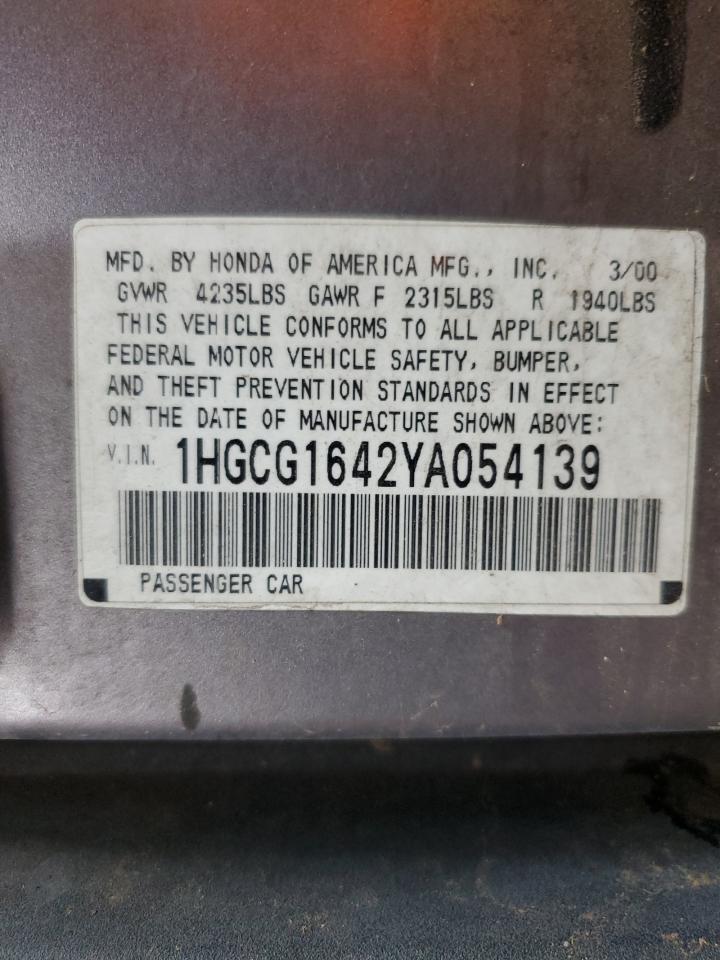 MFD. BY HONDA OF AMERICA MFG., INC. 3/00
GVWR 4235LBS GAWR F 2315LBS R 1940LBS
THIS VEHICLE CONFORMS TO ALL APPLICABLE
FEDERAL MOTOR VEHICLE SAFETY, BUMPER,
AND THEFT PREVENTION STANDARDS IN EFFECT
ON THE DATE OF MANUFACTURE SHOWN ABOVE:
V.I.N. 1HGCG1642YA054139
PASSENGER CAR